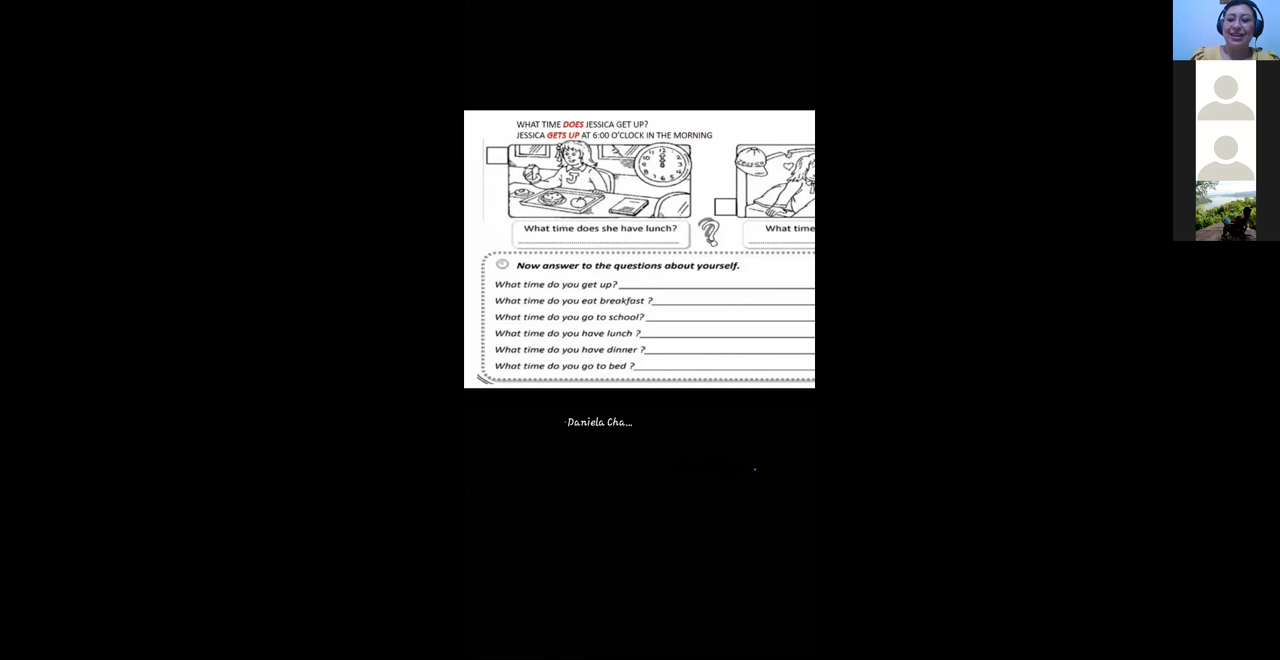 WHAT TIME DOES JESSICA GET UP?
JESSICA GETS UP AT 6:00 O'CLOCK IN THE MORNING
J
What time does she have lunch?
What time
Now answer to the questions about yourself.
What time do you get up?
What time do you eat breakfast ?
What time do you go to school?
What time do you have lunch ?
What time do you have dinner ?
What time do you go to bed ?
Daniela Cha...